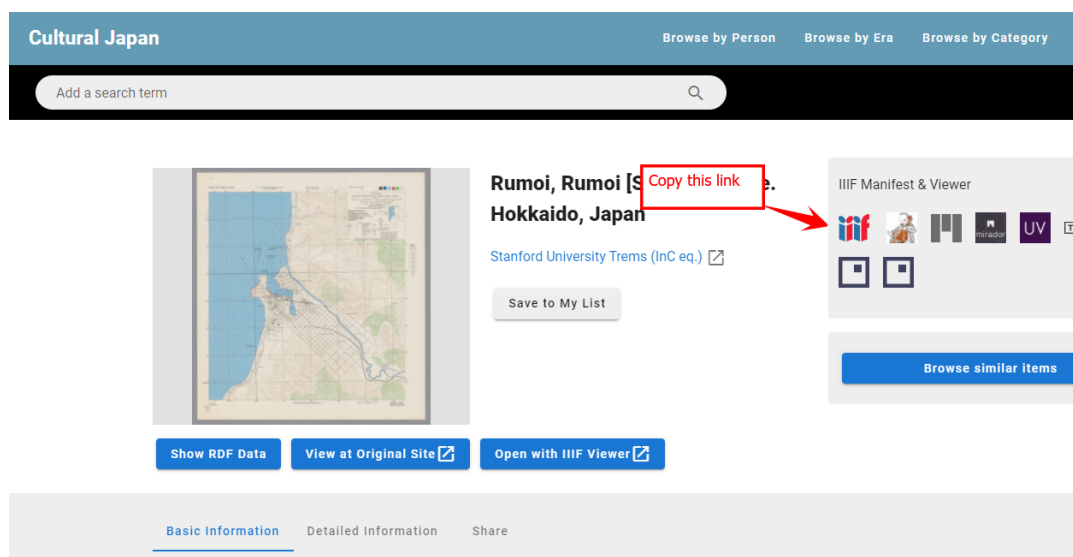 Cultural Japan
Browse by Person Browse by Era Browse by Category
Add a search term
Rumoi, Rumoi [S e.
Hokkaido, Japan
Copy this link
IIIF Manifest & Viewer
iiif
mirador
UV
T
Stanford University Trems (InC eq.)
Save to My List
Browse similar items
Show RDF Data View at Original Site Open with IIIF Viewer
Basic Information Detailed Information Share